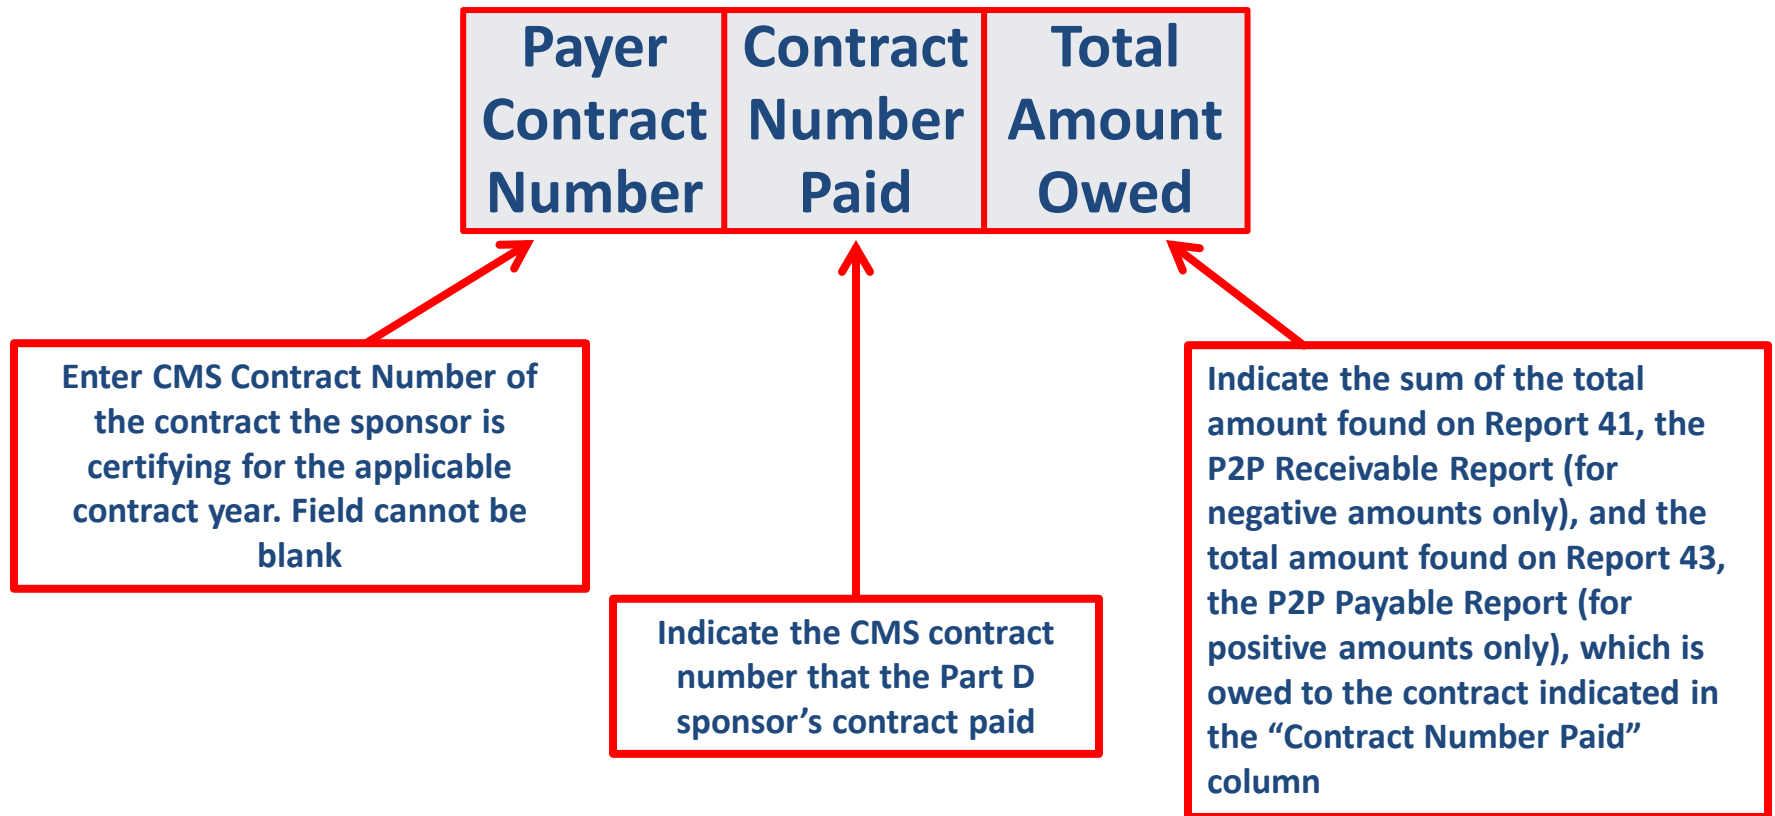 Payer
Contract
Number
Contract
Number
Paid
Total
Amount
Owed
Enter CMS Contract Number of
the contract the sponsor is
certifying for the applicable
contract year. Field cannot be
blank
Indicate the CMS contract
number that the Part D
sponsor’s contract paid
Indicate the sum of the total
amount found on Report 41, the
P2P Receivable Report (for
negative amounts only), and the
total amount found on Report 43,
the P2P Payable Report (for
positive amounts only), which is
owed to the contract indicated in
the “Contract Number Paid”
column